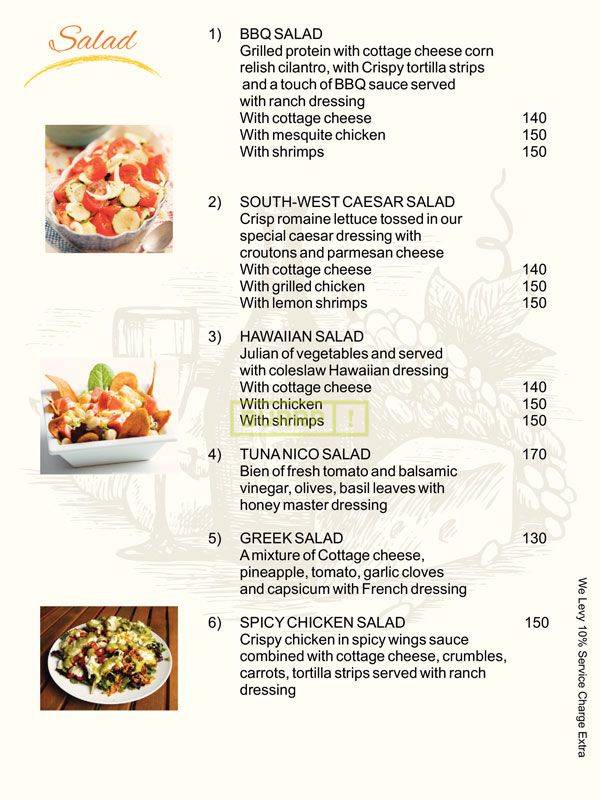 Salad
1) BBQ SALAD
Grilled protein with cottage cheese corn
relish cilantro, with Crispy tortilla strips
and a touch of BBQ sauce served
with ranch dressing
With cottage cheese 140
With mesquite chicken 150
With shrimps 150
2) SOUTH-WEST CAESAR SALAD
Crisp romaine lettuce tossed in our
special caesar dressing with
croutons and parmesan cheese
With cottage cheese 140
With grilled chicken 150
With lemon shrimps 150
3) HAWAIIAN SALAD
Julian of vegetables and served
with coleslaw Hawaiian dressing
With cottage cheese 140
With chicken 150
With shrimps 150
4) TUNA NICO SALAD 170
Bien of fresh tomato and balsamic
vinegar, olives, basil leaves with
honey master dressing
5) GREEK SALAD 130
A mixture of Cottage cheese,
pineapple, tomato, garlic cloves
and capsicum with French dressing
6) SPICY CHICKEN SALAD 150
Crispy chicken in spicy wings sauce
combined with cottage cheese, crumbles,
carrots, tortilla strips served with ranch
dressing
We Levy 10% Service Charge Extra